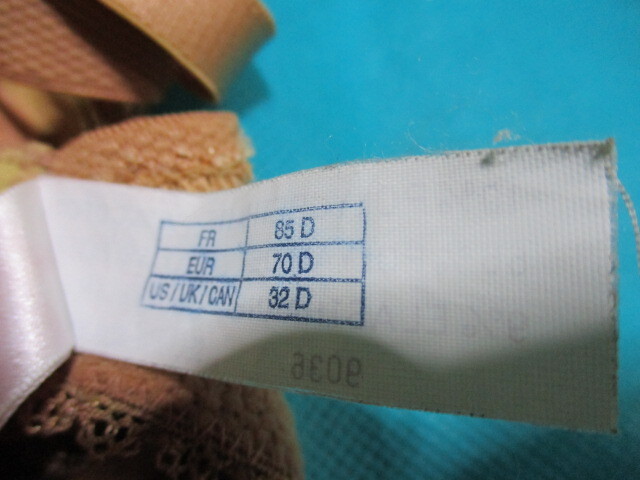 FR 85 D
EUR 70 D
US / UK / CAN 32 D
9036